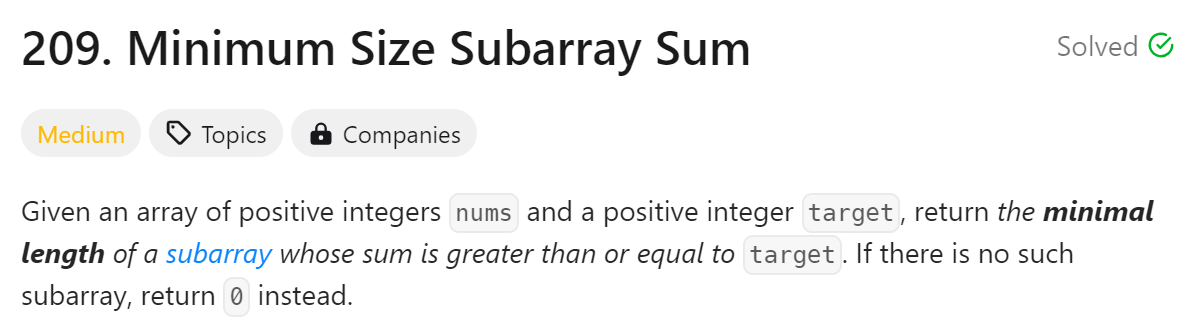 209. Minimum Size Subarray Sum
Solved
Medium
Topics
Companies
Given an array of positive integers nums and a positive integer target, return the minimal
length of a subarray whose sum is greater than or equal to target. If there is no such
subarray, return 0 instead.